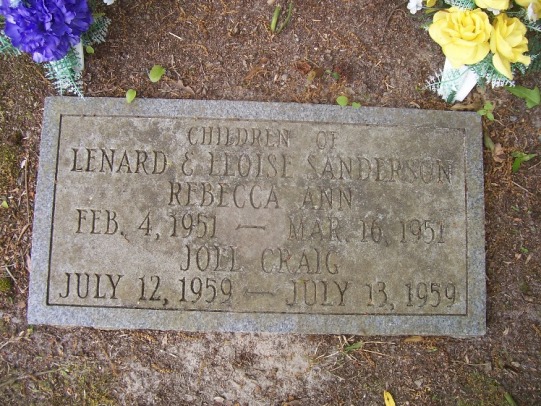 CHILDREN OF
LENARD & ELOISE SANDERSON
REBECCA ANN
FEB. 4, 1951 — MAR. 16, 1951
JOEL CRAIG
JULY 12, 1959 — JULY 13, 1959